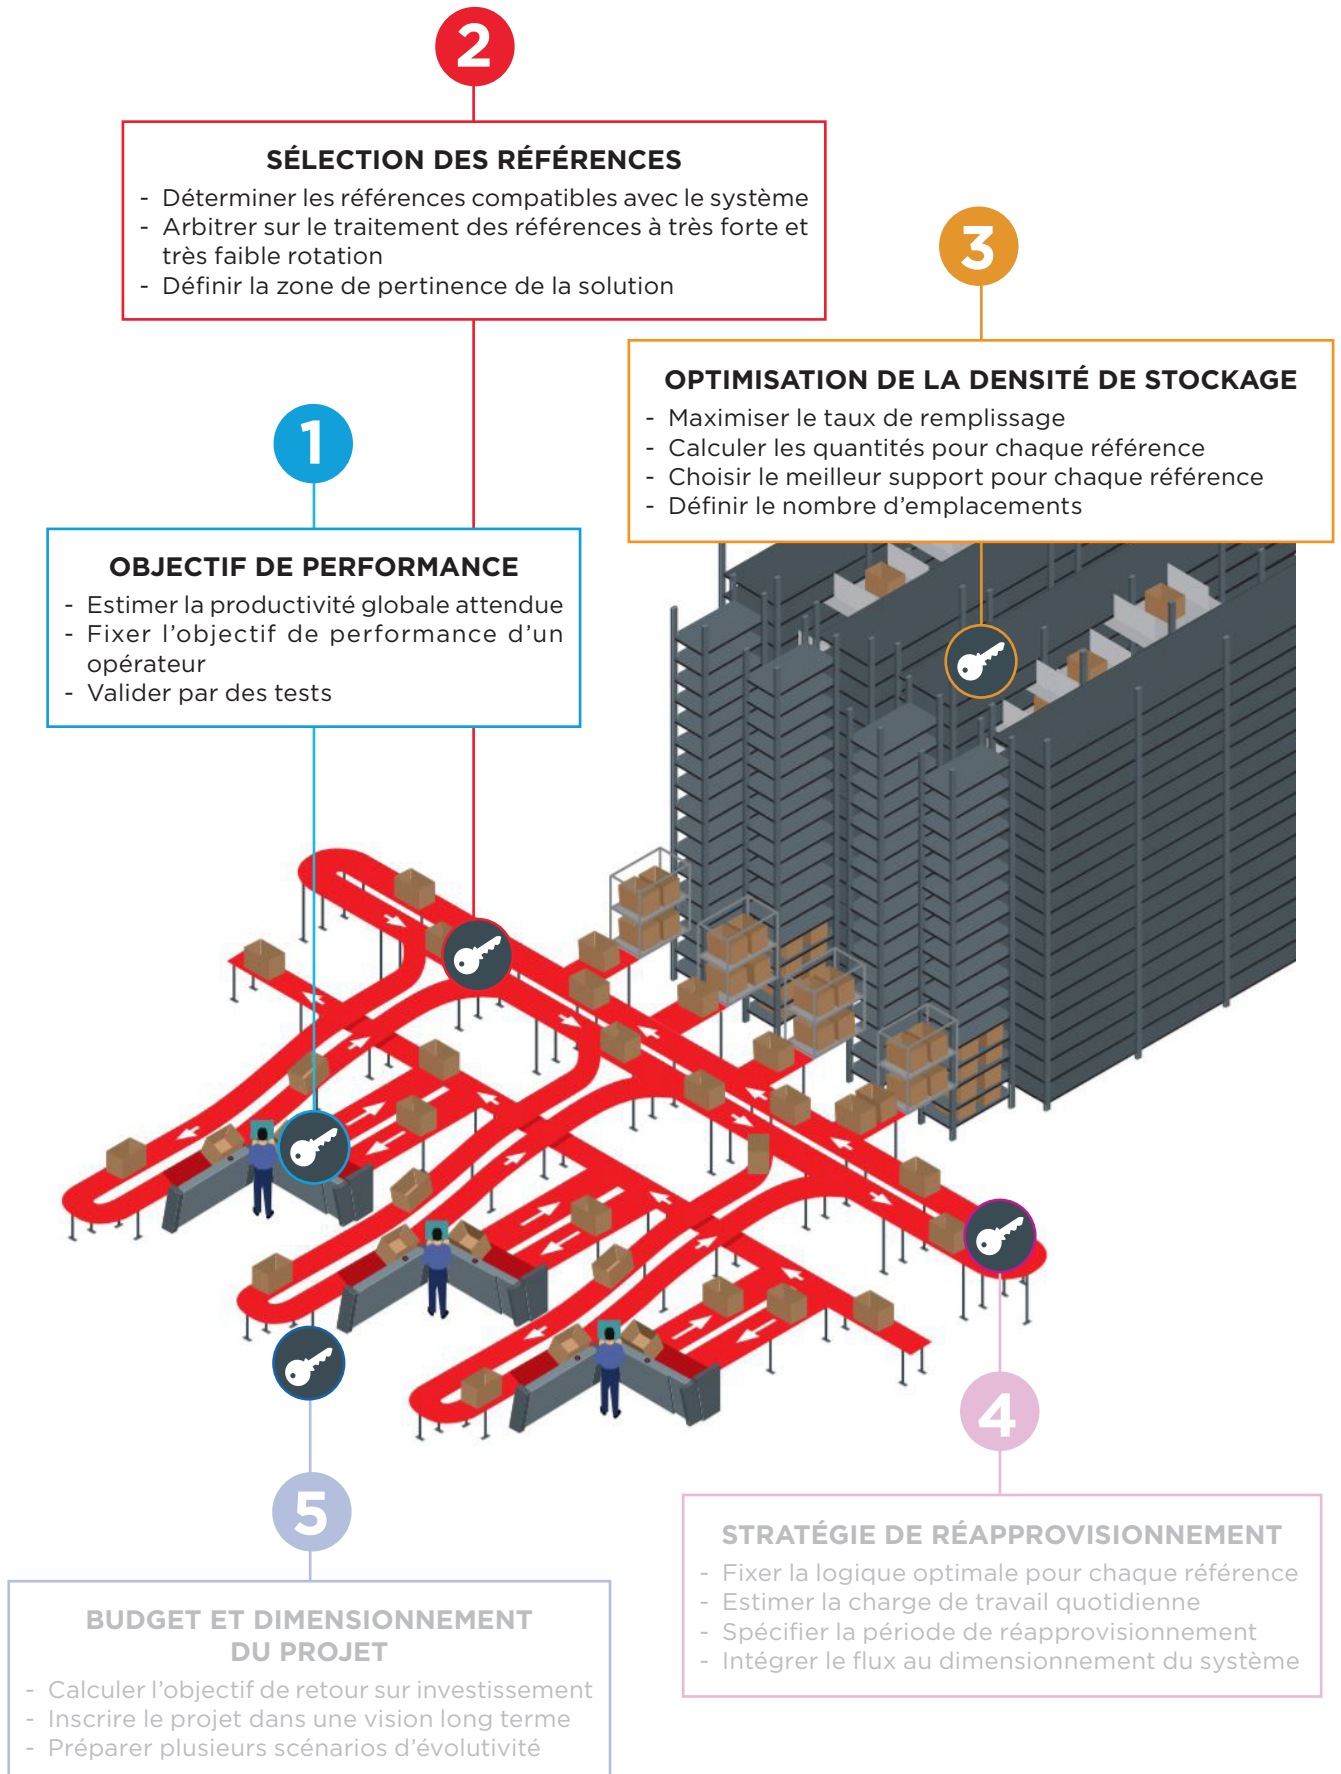 2
SÉLECTION DES RÉFÉRENCES
- Déterminer les références compatibles avec le système
- Arbitrer sur le traitement des références à très forte et
très faible rotation
- Définir la zone de pertinence de la solution
3
OPTIMISATION DE LA DENSITÉ DE STOCKAGE
- Maximiser le taux de remplissage
- Calculer les quantités pour chaque référence
- Choisir le meilleur support pour chaque référence
- Définir le nombre d’emplacements
1
OBJECTIF DE PERFORMANCE
- Estimer la productivité globale attendue
- Fixer l’objectif de performance d’un
opérateur
- Valider par des tests
4
STRATÉGIE DE RÉAPPROVISIONNEMENT
- Fixer la logique optimale pour chaque référence
- Estimer la charge de travail quotidienne
- Spécifier la période de réapprovisionnement
- Intégrer le flux au dimensionnement du système
5
BUDGET ET DIMENSIONNEMENT
DU PROJET
- Calculer l’objectif de retour sur investissement
- Inscrire le projet dans une vision long terme
- Préparer plusieurs scénarios d’évolutivité